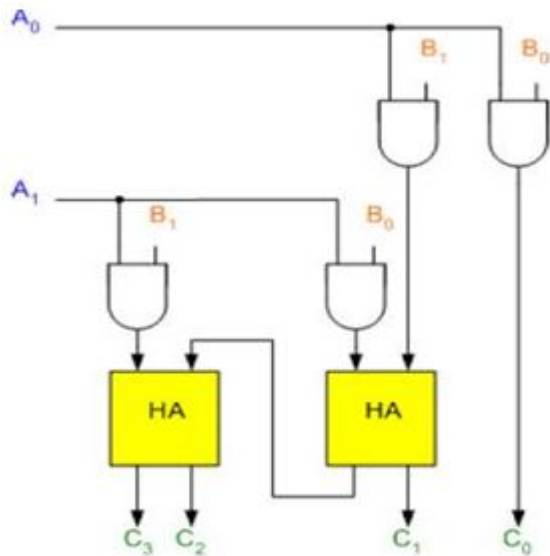 A₀
B₁ B₀
A₁
B₁ B₀
HA HA
C₃ C₂ C₁ C₀